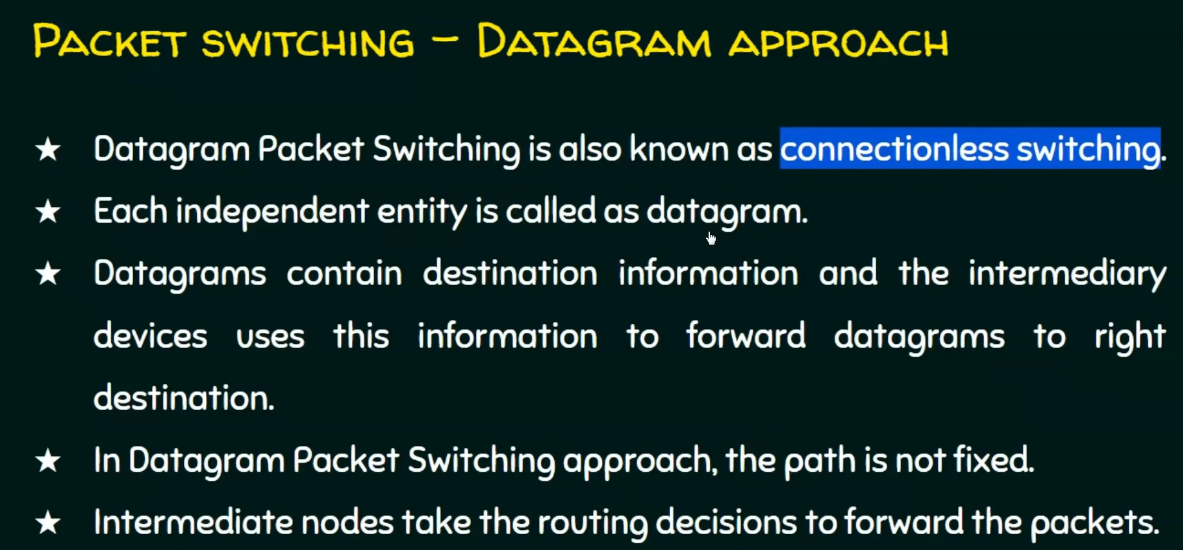 PACKET SWITCHING – DATAGRAM APPROACH
★ Datagram Packet Switching is also known as connectionless switching.
★ Each independent entity is called as datagram.
★ Datagrams contain destination information and the intermediary
devices uses this information to forward datagrams to right
destination.
★ In Datagram Packet Switching approach, the path is not fixed.
★ Intermediate nodes take the routing decisions to forward the packets.